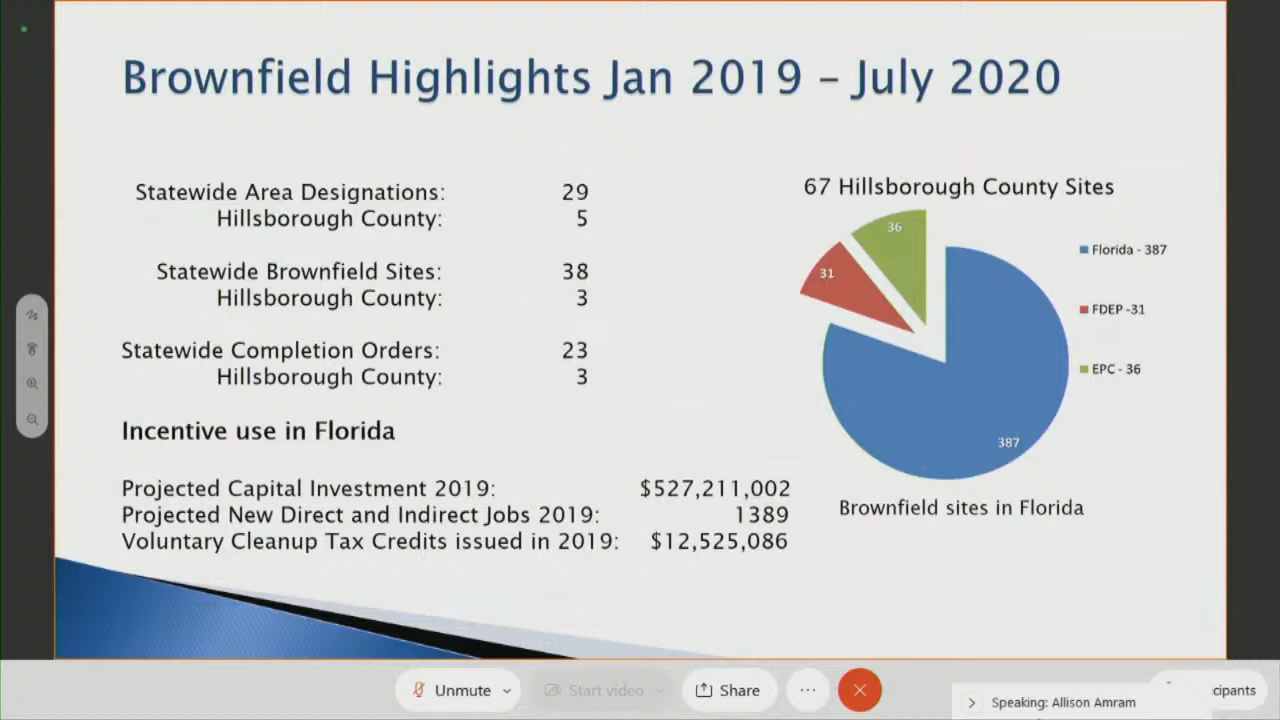 Brownfield Highlights Jan 2019 – July 2020
Statewide Area Designations: 29
Hillsborough County: 5
Statewide Brownfield Sites: 38
Hillsborough County: 3
Statewide Completion Orders: 23
Hillsborough County: 3
Incentive use in Florida
Projected Capital Investment 2019: $527,211,002
Projected New Direct and Indirect Jobs 2019: 1389
Voluntary Cleanup Tax Credits issued in 2019: $12,525,086
67 Hillsborough County Sites
36
31
387
Florida - 387
FDEP -31
EPC - 36
Brownfield sites in Florida
Unmute
Start video
Share
cipants
Speaking: Allison Amram